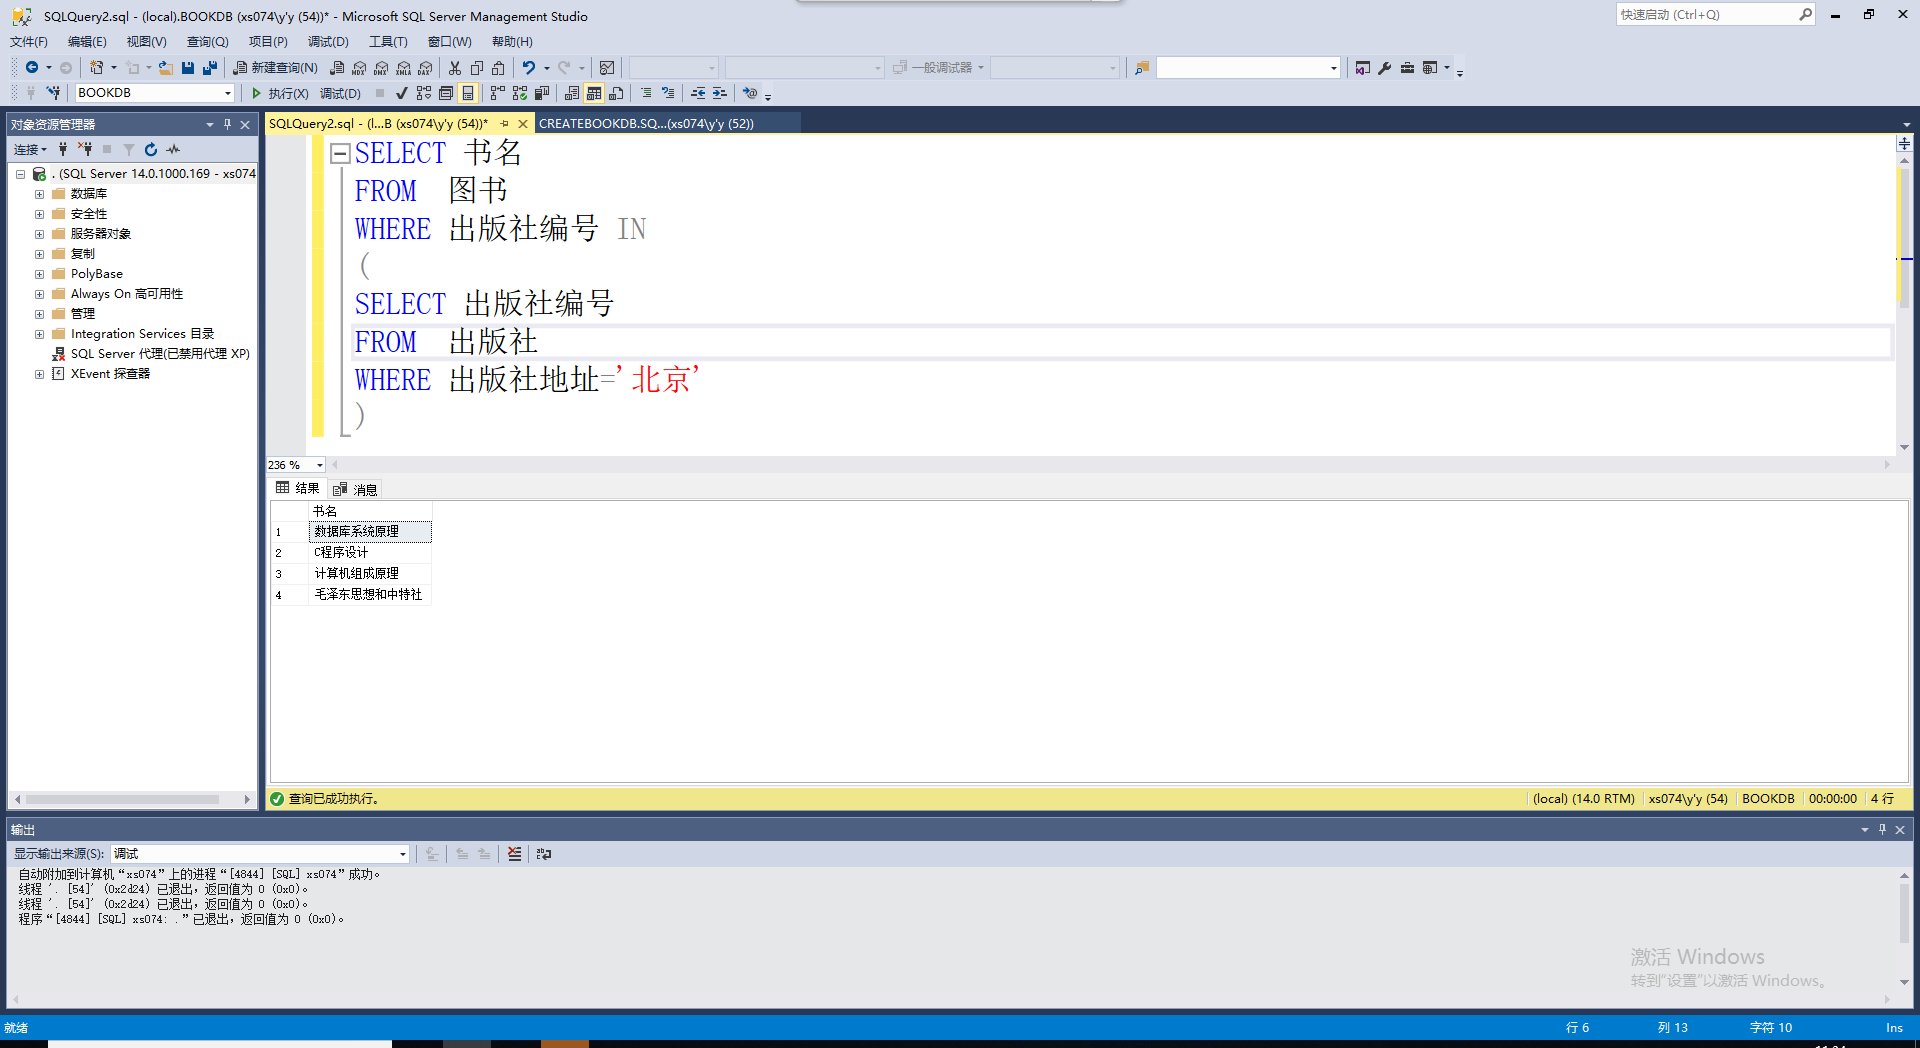 SQLQuery2.sql - (local).BOOKDB (xs074\y'y (54))* - Microsoft SQL Server Management Studio
快速启动 (Ctrl+Q)
文件(F) 编辑(E) 视图(V) 查询(Q) 项目(P) 调试(D) 工具(T) 窗口(W) 帮助(H)
新建查询(N) 一般调试器
BOOKDB 执行(X) 调试(D)
对象资源管理器
连接
. (SQL Server 14.0.1000.169 - xs074
数据库
安全性
服务器对象
复制
PolyBase
Always On 高可用性
管理
Integration Services 目录
SQL Server 代理(已禁用代理 XP)
XEvent 探查器
SQLQuery2.sql - (l...B (xs074\y'y (54))* CREATEBOOKDB.SQ...(xs074\y'y (52))
SELECT 书名
FROM 图书
WHERE 出版社编号 IN
(
SELECT 出版社编号
FROM 出版社
WHERE 出版社地址='北京'
)
236 %
结果 消息
书名
1 数据库系统原理
2 C程序设计
3 计算机组成原理
4 毛泽东思想和中特社
查询已成功执行。 (local) (14.0 RTM) xs074\y'y (54) BOOKDB 00:00:00 4 行
输出
显示输出来源(S): 调试
自动附加到计算机“xs074”上的进程“[4844] [SQL] xs074”成功。
线程 '. [54]' (0x2d24) 已退出，返回值为 0 (0x0)。
线程 '. [54]' (0x2d24) 已退出，返回值为 0 (0x0)。
程序“[4844] [SQL] xs074: .”已退出，返回值为 0 (0x0)。
激活 Windows
转到“设置”以激活 Windows。
就绪 行 6 列 13 字符 10 Ins